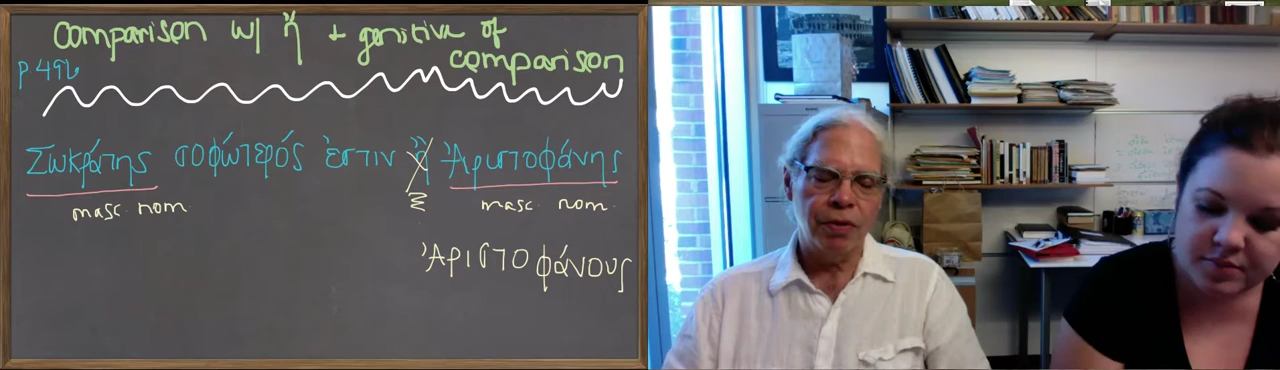 comparison w/ ἤ + genitive of
comparison
p 496
Σωκράτης σοφώτερός ἐστιν ἢ Ἀριστοφάνης
masc. nom. masc. nom.
Ἀριστοφάνους